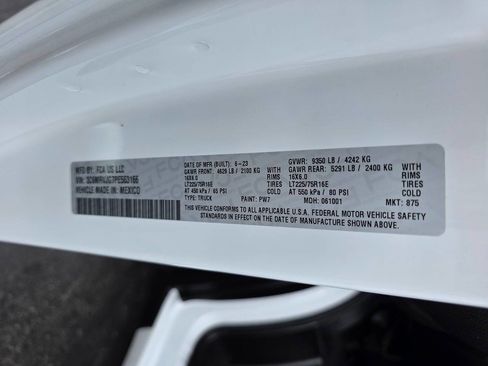 MFD BY: FCA US LLC
VIN:
VEHICLE MADE IN: MEXICO
DATE OF MFR (BUILT): 6-23 GVWR: 9350 LB / 4242 KG
GAWR FRONT: 4629 LB / 2100 KG WITH GAWR REAR: 5291 LB / 2400 KG WITH
16X6.0 RIMS 16X6.0 RIMS
LT225/75R16E TIRES LT225/75R16E TIRES
AT 450 kPa / 65 PSI COLD AT 550 kPa / 80 PSI COLD
TYPE: TRUCK PAINT: PW7 MDH: 061001 MKT: 875
THIS VEHICLE CONFORMS TO ALL APPLICABLE U.S.A. FEDERAL MOTOR VEHICLE SAFETY
STANDARDS IN EFFECT ON THE DATE OF MANUFACTURE SHOWN ABOVE.